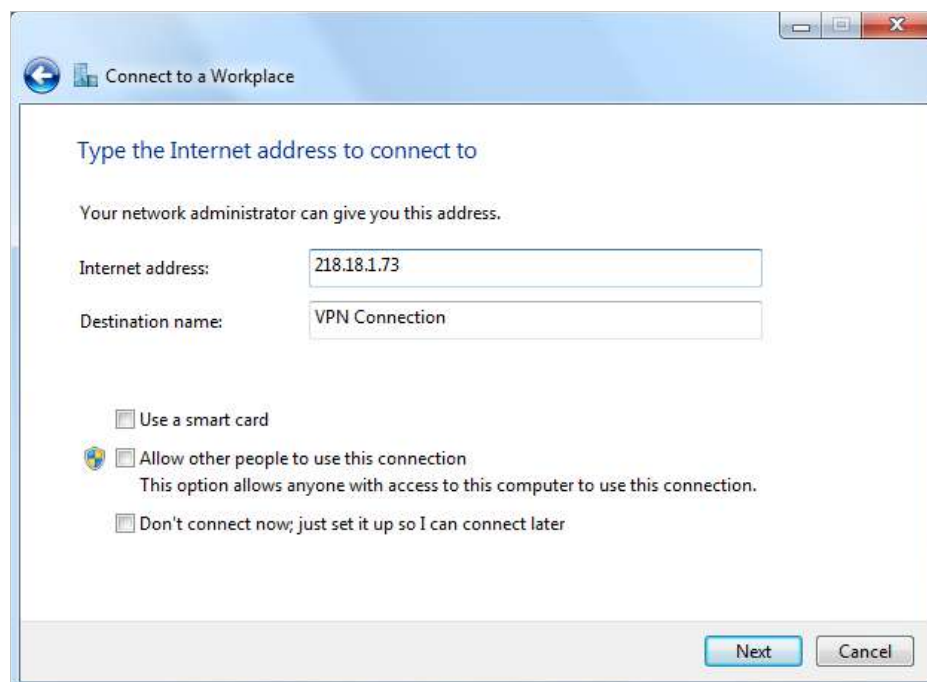 Connect to a Workplace
Type the Internet address to connect to
Your network administrator can give you this address.
Internet address: 218.18.1.73
Destination name: VPN Connection
Use a smart card
Allow other people to use this connection
This option allows anyone with access to this computer to use this connection.
Don't connect now; just set it up so I can connect later
Next Cancel